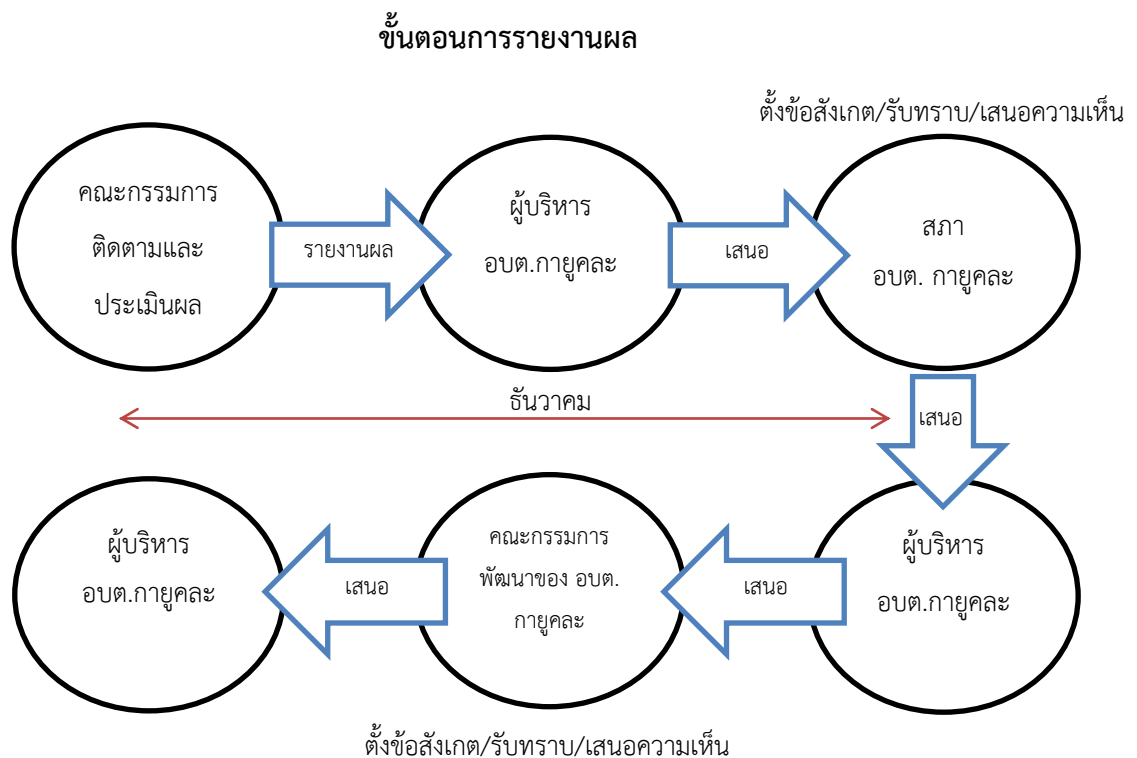 ขั้นตอนการรายงานผล
ตั้งข้อสังเกต/รับทราบ/เสนอความเห็น
คณะกรรมการ
ติดตามและ
ประเมินผล
รายงานผล
ผู้บริหาร
อบต.กายูคละ
เสนอ
สภา
อบต. กายูคละ
ธันวาคม
เสนอ
ผู้บริหาร
อบต.กายูคละ
เสนอ
คณะกรรมการ
พัฒนาของ อบต.
กายูคละ
เสนอ
ผู้บริหาร
อบต.กายูคละ
ตั้งข้อสังเกต/รับทราบ/เสนอความเห็น